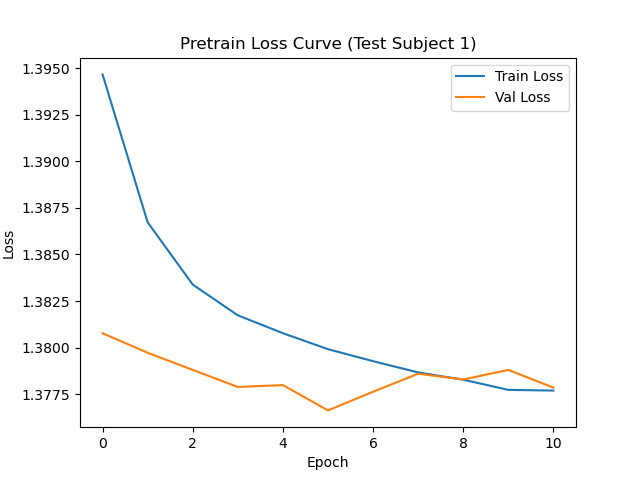 Pretrain Loss Curve (Test Subject 1)
1.3950
1.3925
1.3900
1.3875
1.3850
1.3825
1.3800
1.3775
Loss
Train Loss
Val Loss
0 2 4 6 8 10
Epoch